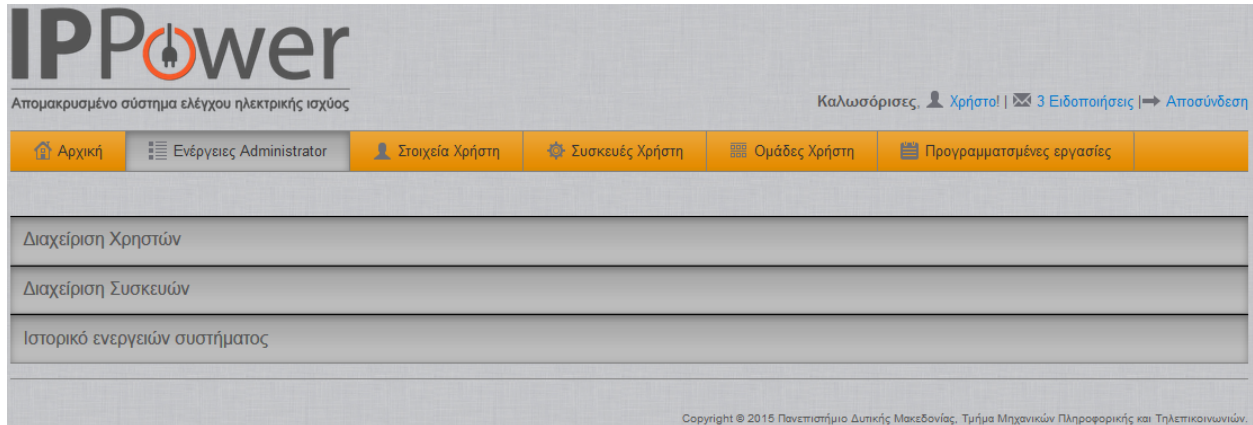 IPPower
Απομακρυσμένο σύστημα ελέγχου ηλεκτρικής ισχύος
Καλωσόρισες, Χρήστο! | 3 Ειδοποιήσεις | Αποσύνδεση
Αρχική Ενέργειες Administrator Στοιχεία Χρήστη Συσκευές Χρήστη Ομάδες Χρήστη Προγραμματσμένες εργασίες
Διαχείριση Χρηστών
Διαχείριση Συσκευών
Ιστορικό ενεργειών συστήματος
Copyright © 2015 Πανεπιστήμιο Δυτικής Μακεδονίας, Τμήμα Μηχανικών Πληροφορικής και Τηλεπικοινωνιών.